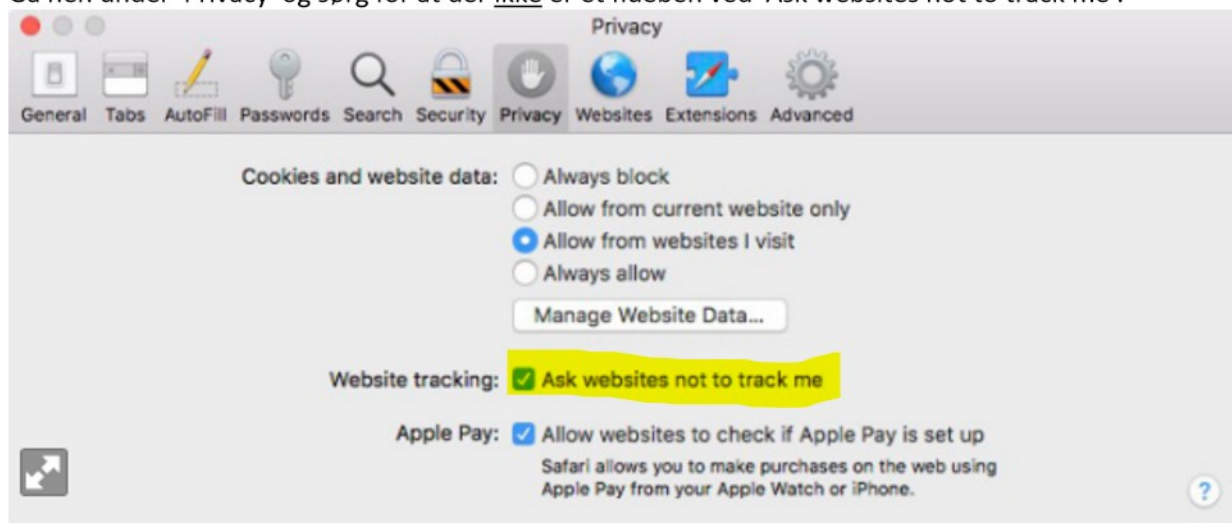 Gå hen under 'Privacy' og sørg for at der ikke er et flueben ved 'Ask websites not to track me'.
Privacy
General Tabs AutoFill Passwords Search Security Privacy Websites Extensions Advanced
Cookies and website data: Always block
Allow from current website only
Allow from websites I visit
Always allow
Manage Website Data...
Website tracking: Ask websites not to track me
Apple Pay: Allow websites to check if Apple Pay is set up
Safari allows you to make purchases on the web using
Apple Pay from your Apple Watch or iPhone.
?